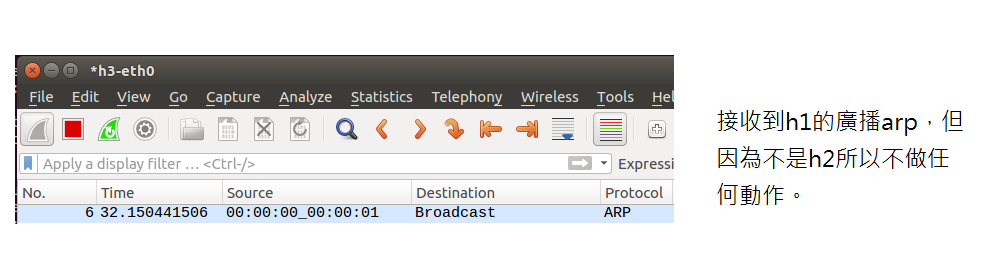 *h3-eth0
File Edit View Go Capture Analyze Statistics Telephony Wireless Tools Hel
Apply a display filter ... <Ctrl-/> Expressi
No. Time Source Destination Protocol
6 32.150441506 00:00:00_00:00:01 Broadcast ARP
接收到h1的廣播arp，但
因為不是h2所以不做任
何動作。